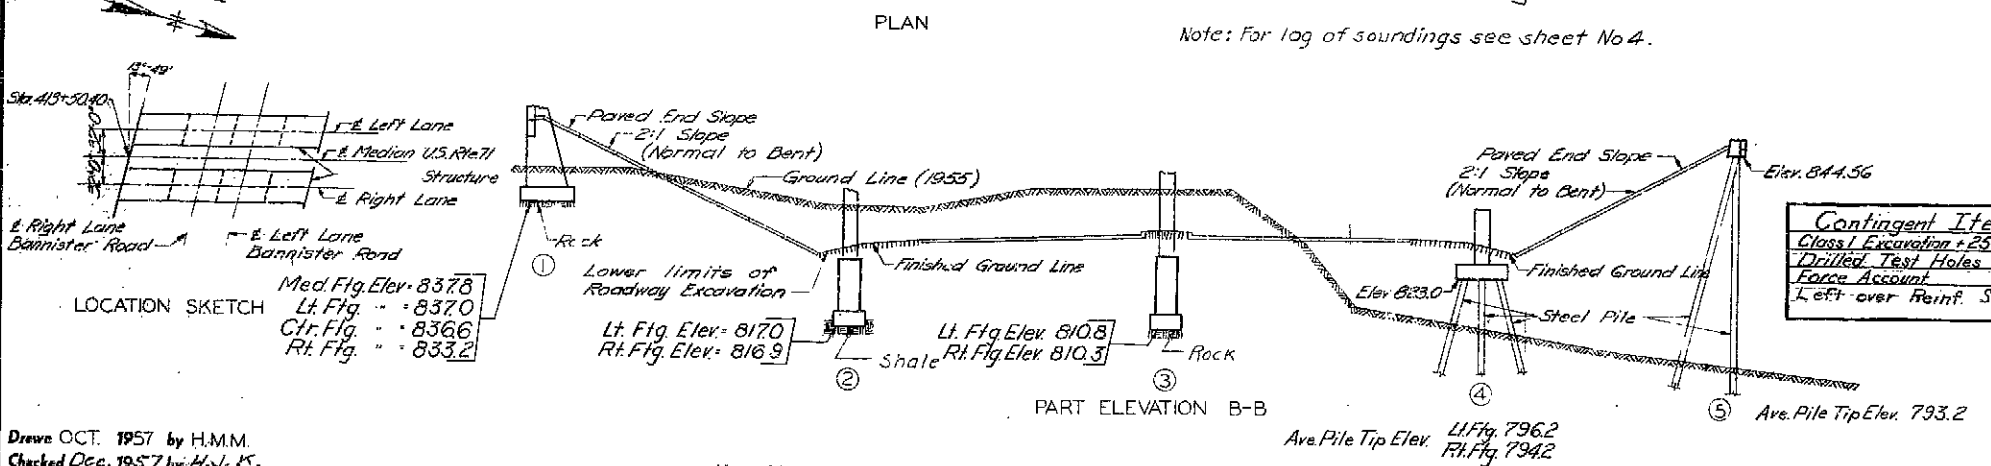 PLAN
Note: For log of soundings see sheet No 4.
13°-49'
Sta. 413+50.40
℄ Left Lane
℄ Median U.S. Rte 71
Structure
℄ Right Lane
℄ Right Lane
Bannister Road
℄ Left Lane
Bannister Road
LOCATION SKETCH
Med. Ftg. Elev = 837.8
Lt. Ftg. " = 837.0
Ctr. Ftg. " = 836.6
Rt. Ftg. " = 833.2
Paved End Slope
2:1 Slope
(Normal to Bent)
Ground Line (1955)
Rock
1
Lower limits of
Roadway Excavation
Finished Ground Line
Lt. Ftg. Elev = 817.0
Rt. Ftg. Elev = 816.9
Shale
2
Lt. Ftg Elev. 810.8
Rt. Ftg Elev 810.3
Rock
3
PART ELEVATION B-B
Paved End Slope
2:1 Slope
(Normal to Bent)
Elev. 844.56
Finished Ground Line
Elev 823.0
Steel Pile
4
5
Ave. Pile Tip Elev. 793.2
Ave. Pile Tip Elev. Lt. Ftg. 796.2
Rt. Ftg. 794.2
Contingent Ite
Class 1 Excavation + 25
Drilled Test Holes
Force Account
Left-over Reinf. S
Drawn OCT. 1957 by H.M.M.
Checked Dec. 1957 by H.J.K.